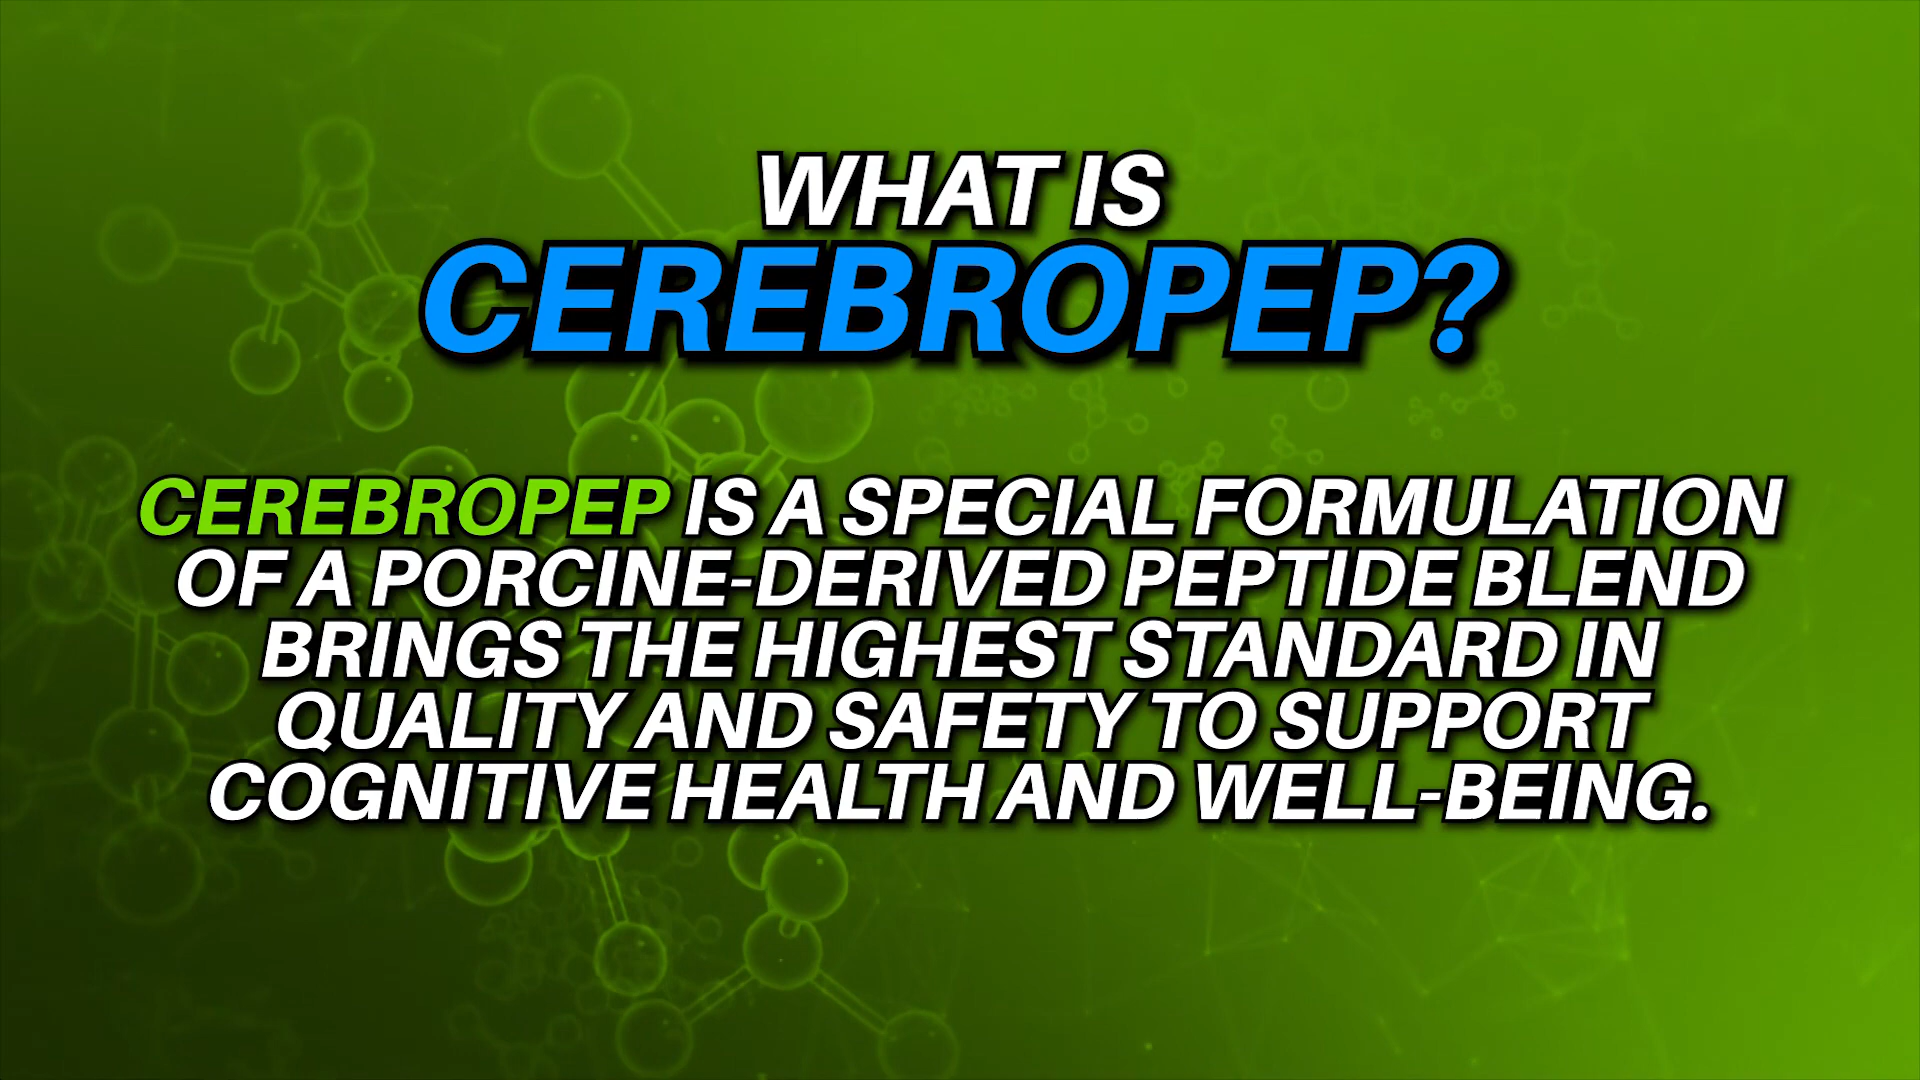 WHAT IS
CEREBROPEP?
CEREBROPEP IS A SPECIAL FORMULATION
OF A PORCINE-DERIVED PEPTIDE BLEND
BRINGS THE HIGHEST STANDARD IN
QUALITY AND SAFETY TO SUPPORT
COGNITIVE HEALTH AND WELL-BEING.